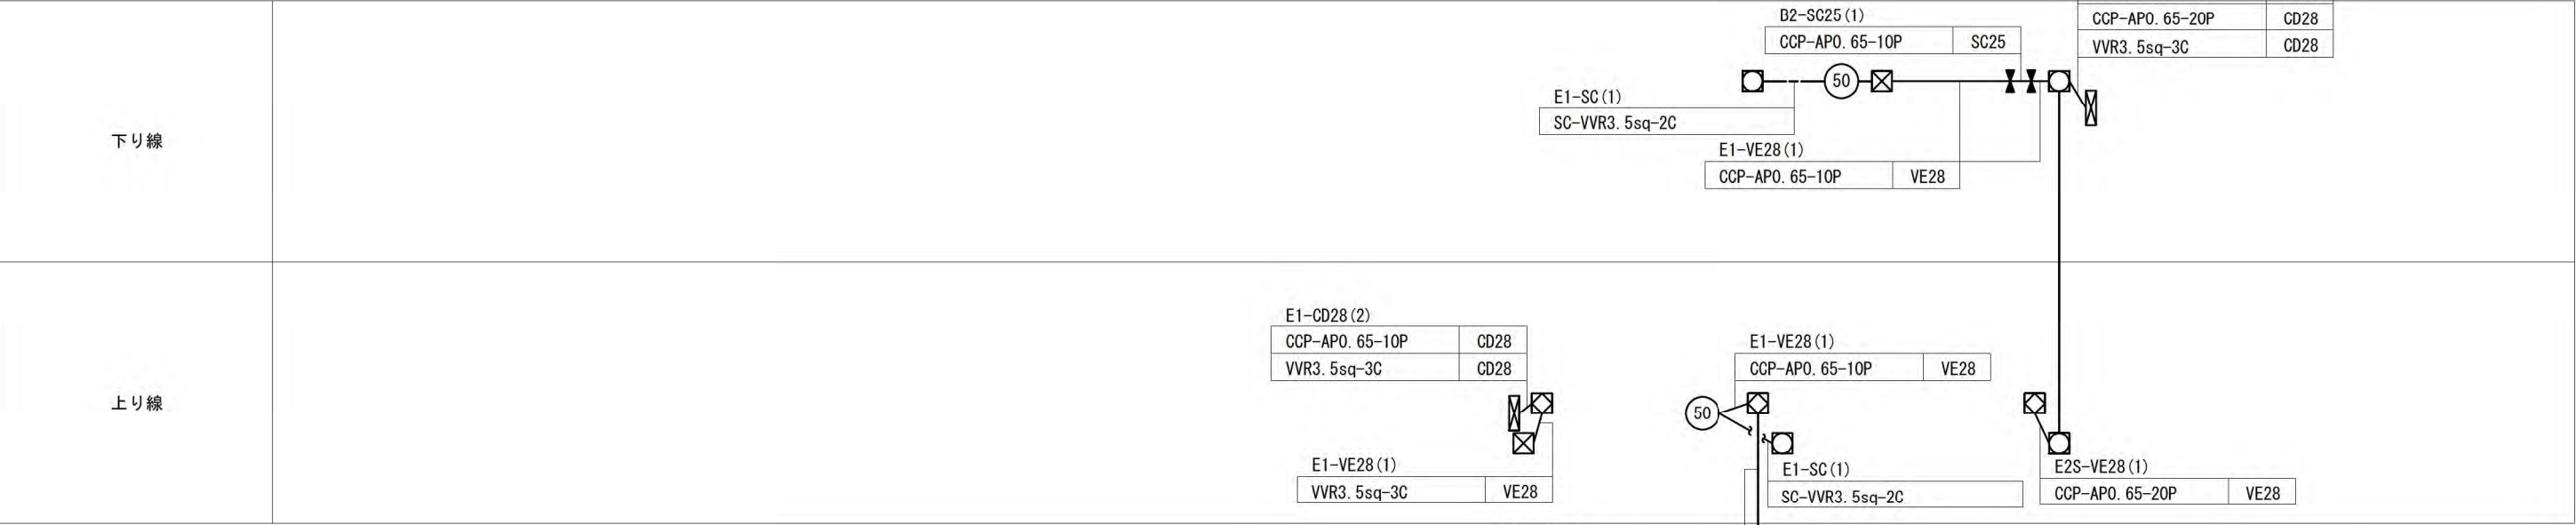 B2-SC25(1)
CCP-AP0.65-10P SC25
CCP-AP0.65-20P CD28
VVR3.5sq-3C CD28
50
E1-SC(1)
SC-VVR3.5sq-2C
下り線
E1-VE28(1)
CCP-AP0.65-10P VE28
E1-CD28(2)
CCP-AP0.65-10P CD28
VVR3.5sq-3C CD28
E1-VE28(1)
CCP-AP0.65-10P VE28
上り線
50
E1-VE28(1)
VVR3.5sq-3C VE28
E1-SC(1)
SC-VVR3.5sq-2C
E2S-VE28(1)
CCP-AP0.65-20P VE28